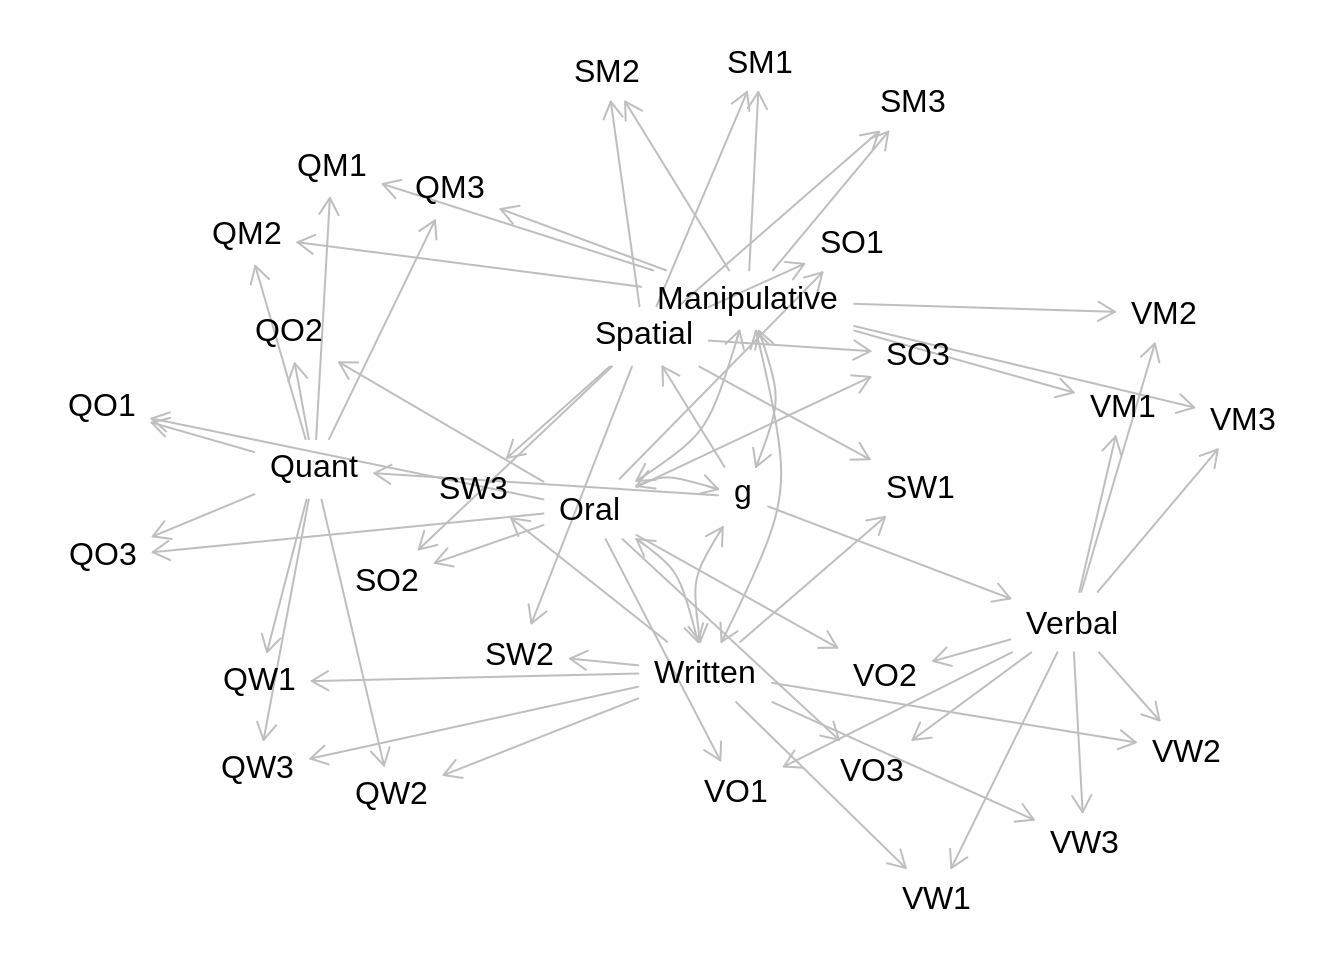 SM1
SM2
SM3
QM1
QM3
QM2
SO1
Manipulative
VM2
QO2
Spatial
SO3
QO1
VM1
VM3
Quant
SW3
g
SW1
Oral
QO3
SO2
Verbal
SW2
Written
VO2
QW1
VW2
QW3
VO3
QW2
VO1
VW3
VW1